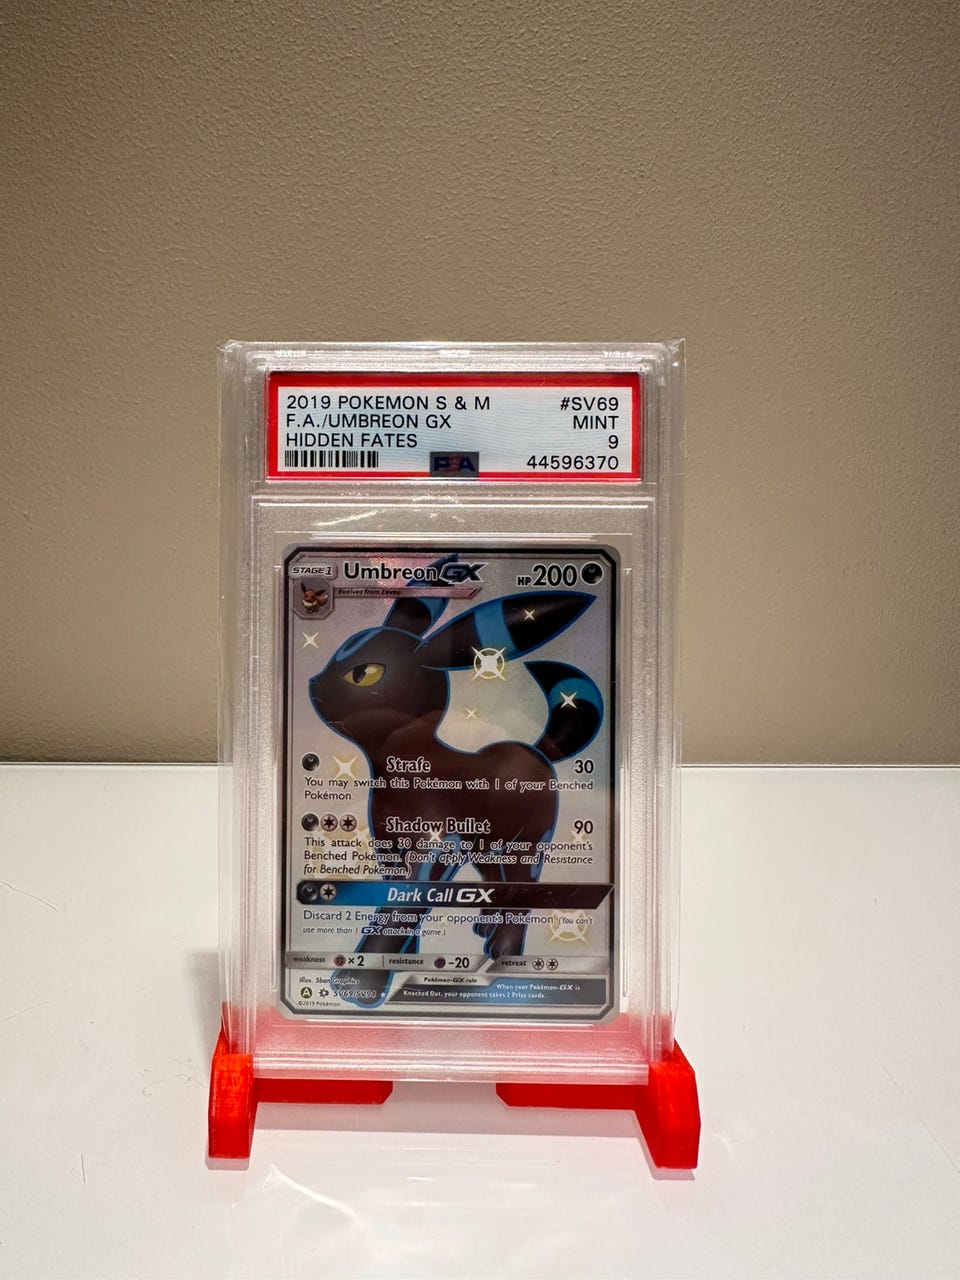 2019 POKEMON S & M #SV69
F.A./UMBREON GX MINT
HIDDEN FATES 9
PSA 44596370
STAGE 1 Umbreon GX HP 200
Evolves from Eevee
Strafe 30
You may switch this Pokémon with 1 of your Benched
Pokémon.
Shadow Bullet 90
This attack does 30 damage to 1 of your opponent's
Benched Pokémon. (Don't apply Weakness and Resistance
for Benched Pokémon.)
Dark Call GX
Discard 2 Energy from your opponent's Pokémon. (You can't
use more than 1 GX attack in a game.)
weakness ×2 resistance -20 retreat
Illus. 5ban Graphics Pokémon-GX rule When your Pokémon-GX is
A SV69/SV94 Knocked Out, your opponent takes 2 Prize cards.
©2019 Pokémon